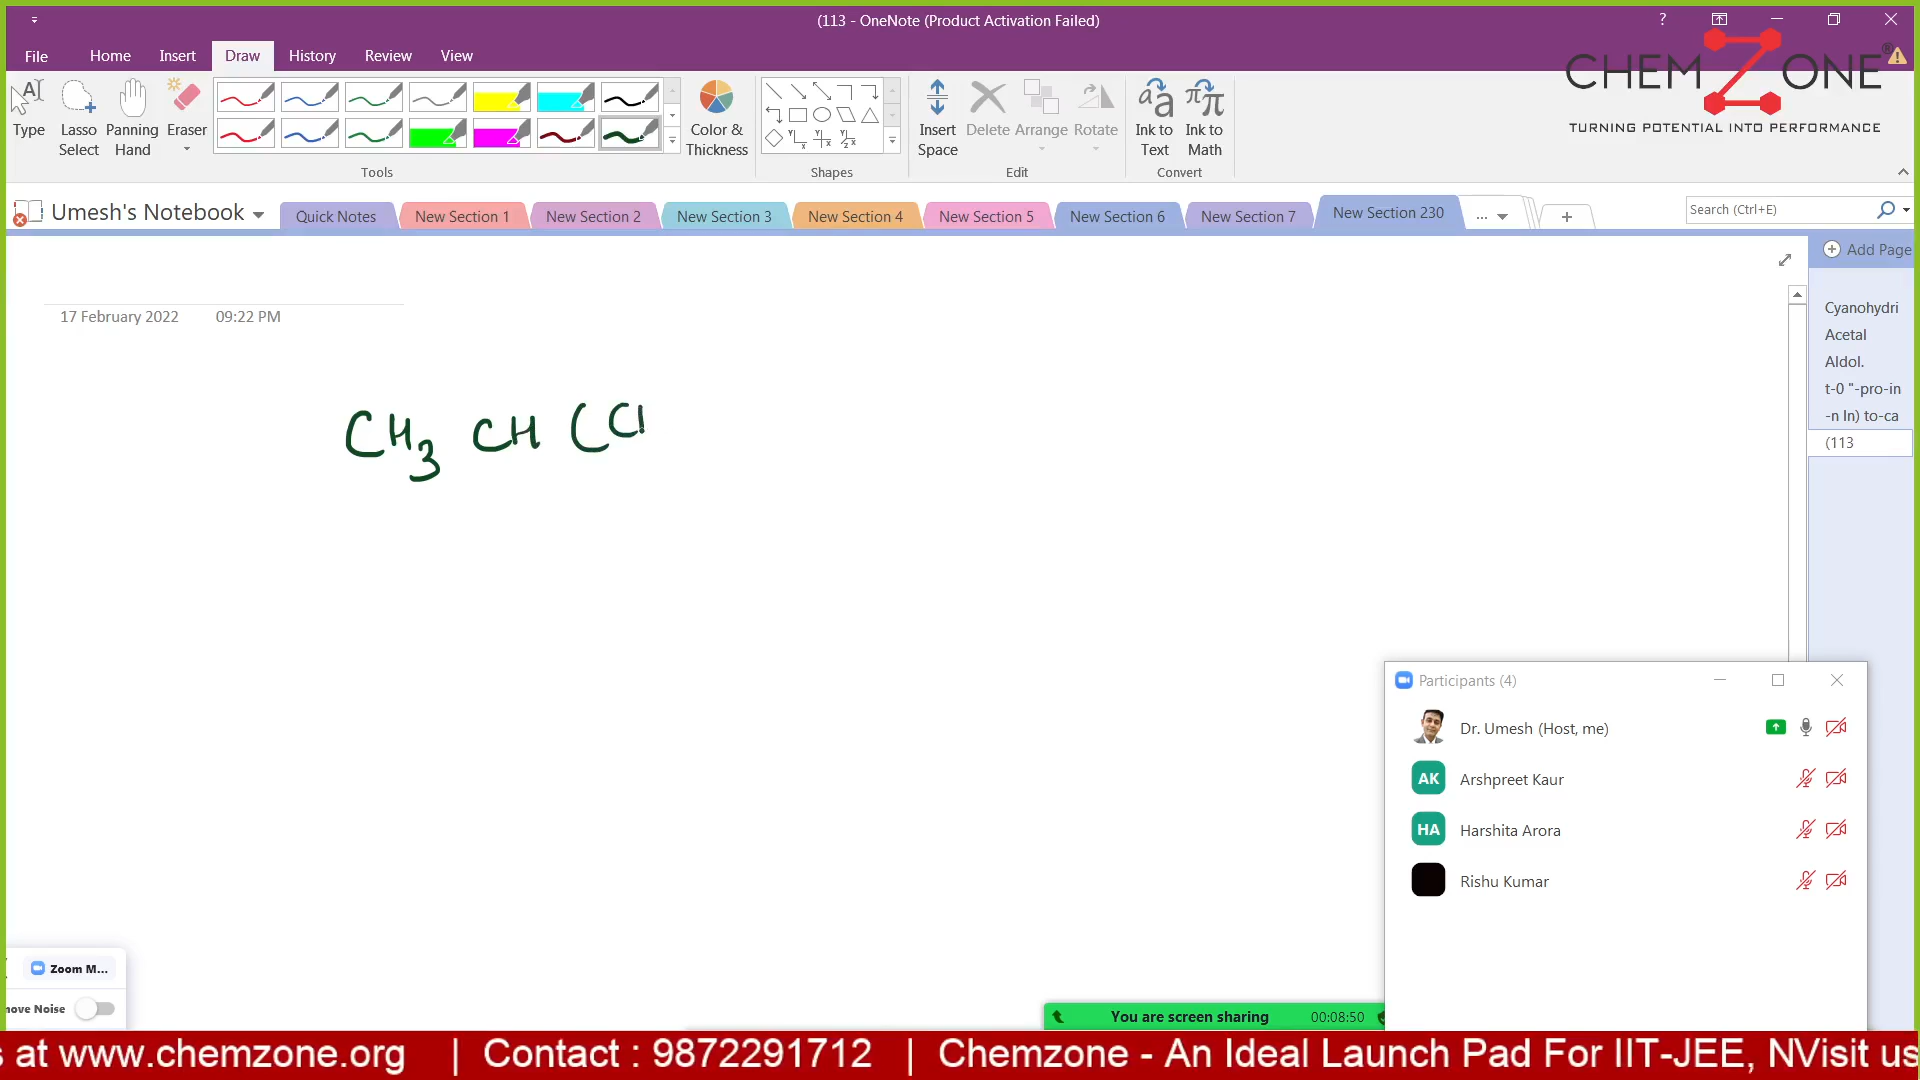 (113 - OneNote (Product Activation Failed)
?
File Home Insert Draw History Review View
CHEMZONE®
TURNING POTENTIAL INTO PERFORMANCE
Type Lasso Select Panning Hand Eraser
Color & Thickness
Insert Space Delete Arrange Rotate
Ink to Text Ink to Math
Tools Shapes Edit Convert
Umesh's Notebook Quick Notes New Section 1 New Section 2 New Section 3 New Section 4 New Section 5 New Section 6 New Section 7 New Section 230 ... +
Search (Ctrl+E)
Add Page
17 February 2022 09:22 PM
Cyanohydri
Acetal
Aldol.
t-0 "-pro-in
-n In) to-ca
(113
CH3 CH (Cl
Participants (4)
Dr. Umesh (Host, me)
AK Arshpreet Kaur
HA Harshita Arora
Rishu Kumar
Zoom M...
nove Noise
You are screen sharing 00:08:50
s at www.chemzone.org | Contact : 9872291712 | Chemzone - An Ideal Launch Pad For IIT-JEE, NVisit us